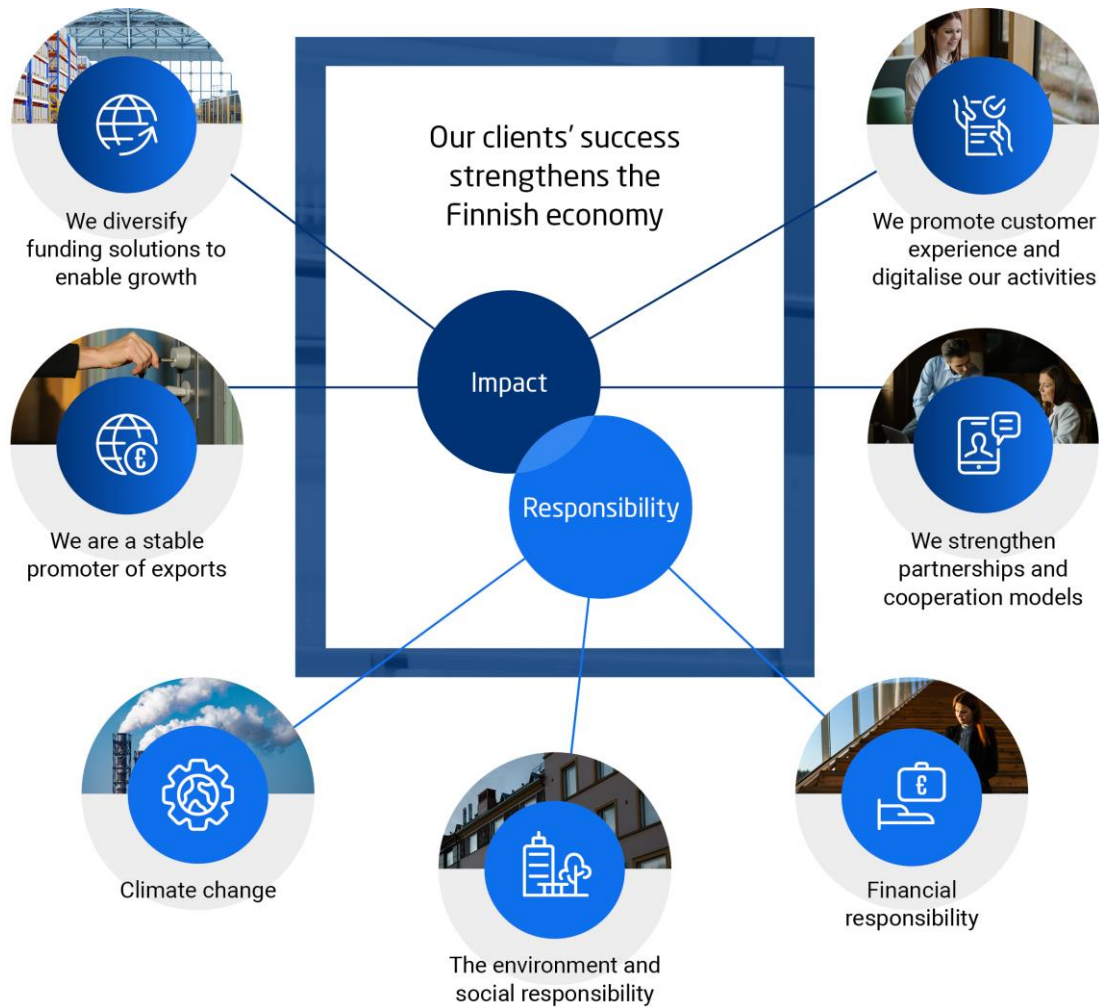 Our clients' success
strengthens the
Finnish economy
We diversify
funding solutions to
enable growth
We promote customer
experience and
digitalise our activities
Impact
Responsibility
We are a stable
promoter of exports
We strengthen
partnerships and
cooperation models
Climate change
The environment and
social responsibility
Financial
responsibility
€
€